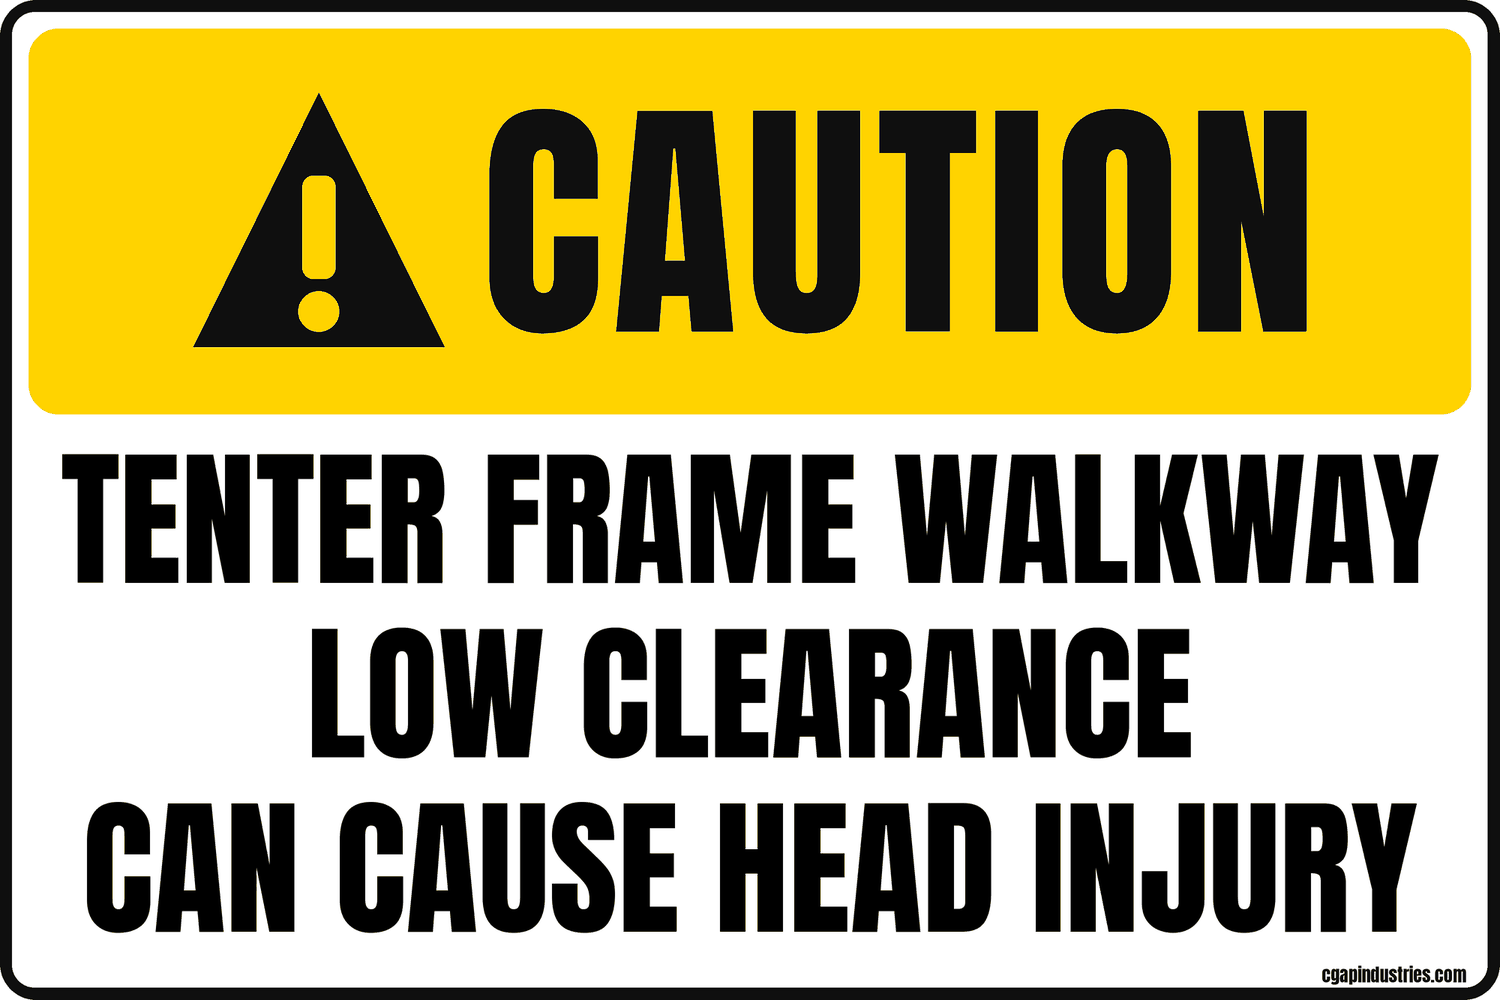 CAUTION
TENTER FRAME WALKWAY
LOW CLEARANCE
CAN CAUSE HEAD INJURY
cgapindustries.com